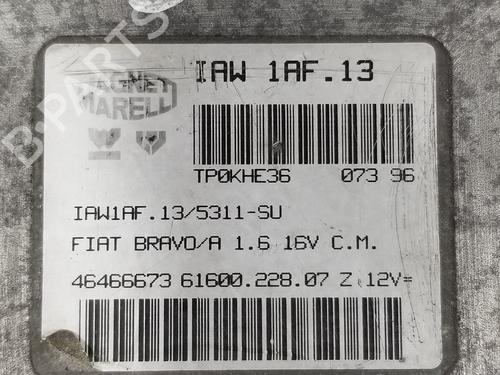 IAW 1AF.13
MAGNETI
MARELLI
TP0KHE36 073 96
IAW1AF.13/5311-SU
FIAT BRAVO/A 1.6 16V C.M.
46466673 61600.228.07 Z 12V=
B-PARTS